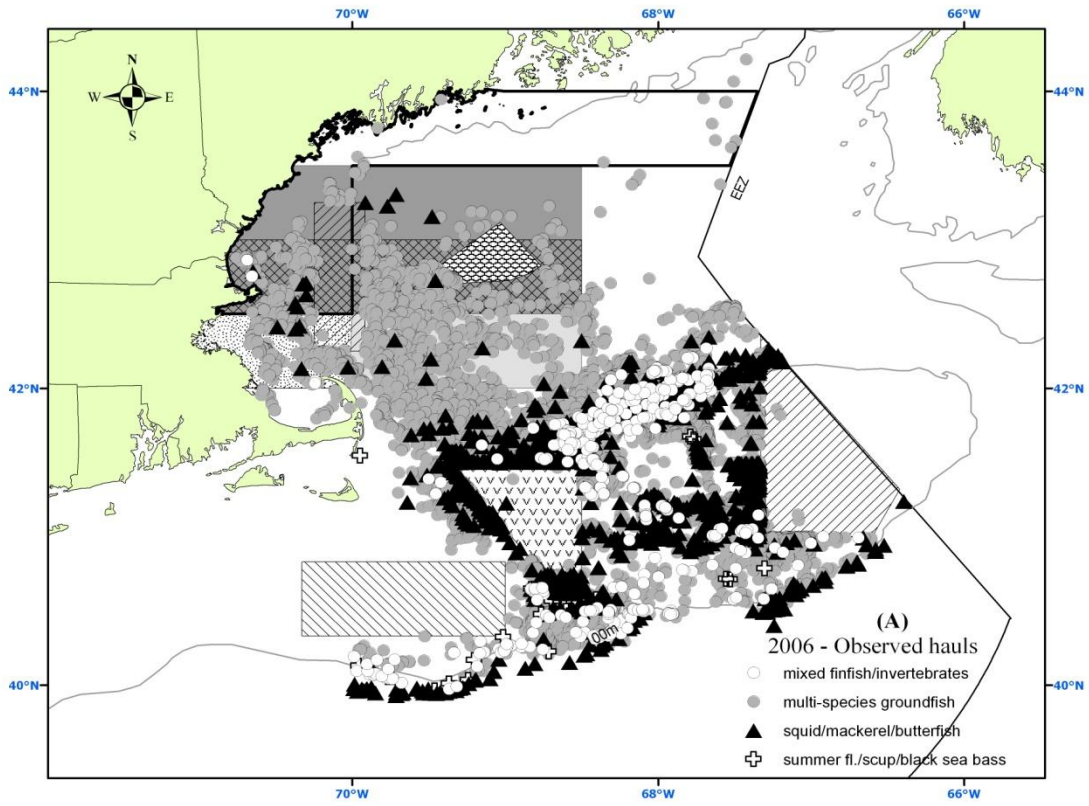 70°W 68°W 66°W
N
W E
S
44°N 44°N
EEZ
42°N 42°N
(A)
2006 - Observed hauls
00m
mixed finfish/invertebrates
40°N 40°N
multi-species groundfish
squid/mackerel/butterfish
summer fl./scup/black sea bass
70°W 68°W 66°W